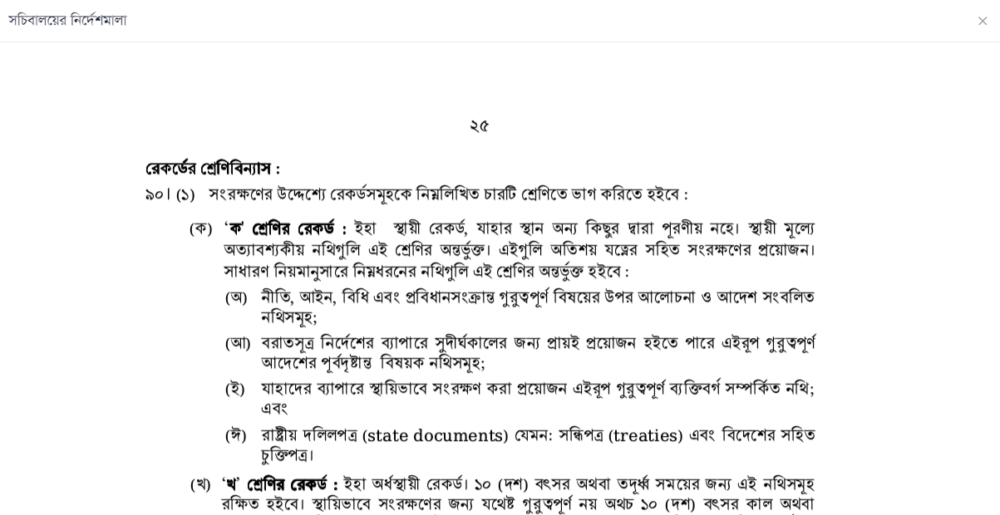 সচিবালয়ের নির্দেশমালা
২৫
রেকর্ডের শ্রেণিবিন্যাস :
৯০। (১) সংরক্ষণের উদ্দেশ্যে রেকর্ডসমূহকে নিম্নলিখিত চারটি শ্রেণিতে ভাগ করিতে হইবে :
(ক) ‘ক’ শ্রেণির রেকর্ড : ইহা স্থায়ী রেকর্ড, যাহার স্থান অন্য কিছুর দ্বারা পূরণীয় নহে। স্থায়ী মূল্যে
অত্যাবশ্যকীয় নথিগুলি এই শ্রেণির অন্তর্ভুক্ত। এইগুলি অতিশয় যত্নের সহিত সংরক্ষণের প্রয়োজন।
সাধারণ নিয়মানুসারে নিম্নধরনের নথিগুলি এই শ্রেণির অন্তর্ভুক্ত হইবে :
(অ) নীতি, আইন, বিধি এবং প্রবিধানসংক্রান্ত গুরুত্বপূর্ণ বিষয়ের উপর আলোচনা ও আদেশ সংবলিত
নথিসমূহ;
(আ) বরাতসূত্র নির্দেশের ব্যাপারে সুদীর্ঘকালের জন্য প্রায়ই প্রয়োজন হইতে পারে এইরূপ গুরুত্বপূর্ণ
আদেশের পূর্বদৃষ্টান্ত বিষয়ক নথিসমূহ;
(ই) যাহাদের ব্যাপারে স্থায়িভাবে সংরক্ষণ করা প্রয়োজন এইরূপ গুরুত্বপূর্ণ ব্যক্তিবর্গ সম্পর্কিত নথি;
এবং
(ঈ) রাষ্ট্রীয় দলিলপত্র (state documents) যেমন: সন্ধিপত্র (treaties) এবং বিদেশের সহিত
চুক্তিপত্র।
(খ) ‘খ’ শ্রেণির রেকর্ড : ইহা অর্ধস্থায়ী রেকর্ড। ১০ (দশ) বৎসর অথবা তদূর্ধ্ব সময়ের জন্য এই নথিসমূহ
রক্ষিত হইবে। স্থায়িভাবে সংরক্ষণের জন্য যথেষ্ট গুরুত্বপূর্ণ নয় অথচ ১০ (দশ) বৎসর কাল অথবা